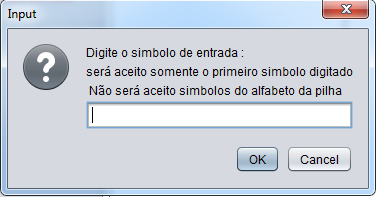 Input
Digite o simbolo de entrada :
será aceito somente o primeiro simbolo digitado
Não será aceito simbolos do alfabeto da pilha
OK
Cancel